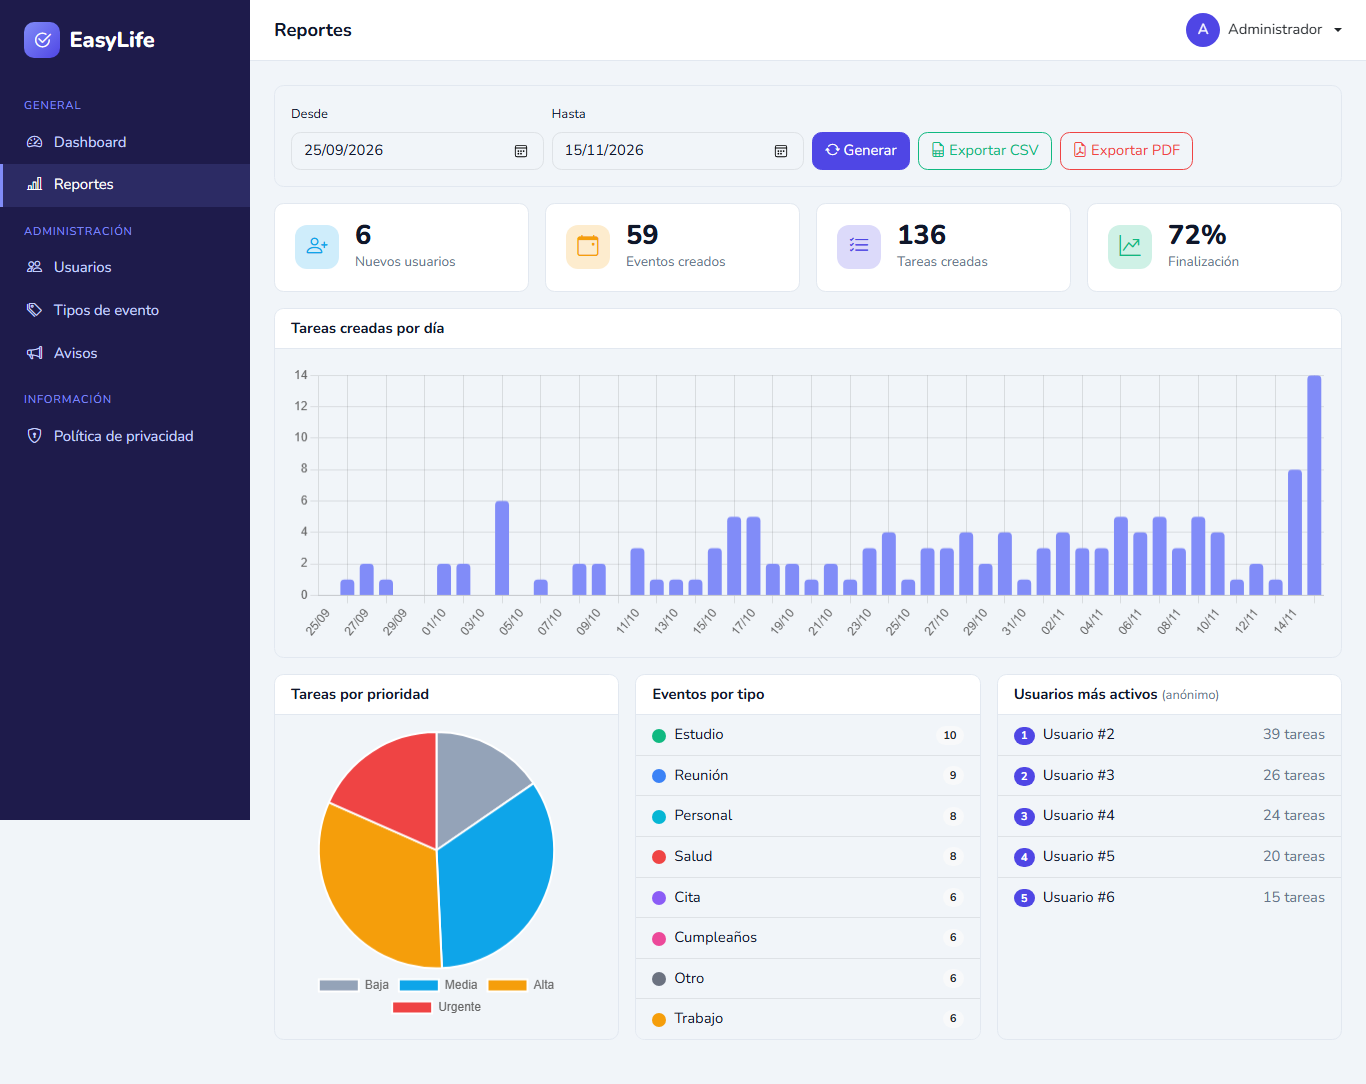 EasyLife
GENERAL
Dashboard
Reportes
ADMINISTRACIÓN
Usuarios
Tipos de evento
Avisos
INFORMACIÓN
Política de privacidad
Reportes
A Administrador
Desde
25/09/2026
Hasta
15/11/2026
Generar
Exportar CSV
Exportar PDF
6
Nuevos usuarios
59
Eventos creados
136
Tareas creadas
72%
Finalización
Tareas creadas por día
14
12
10
8
6
4
2
0
25/09 27/09 29/09 01/10 03/10 05/10 07/10 09/10 11/10 13/10 15/10 17/10 19/10 21/10 23/10 25/10 27/10 29/10 31/10 02/11 04/11 06/11 08/11 10/11 12/11 14/11
Tareas por prioridad
Baja Media Alta
Urgente
Eventos por tipo
Estudio 10
Reunión 9
Personal 8
Salud 8
Cita 6
Cumpleaños 6
Otro 6
Trabajo 6
Usuarios más activos (anónimo)
1 Usuario #2 39 tareas
2 Usuario #3 26 tareas
3 Usuario #4 24 tareas
4 Usuario #5 20 tareas
5 Usuario #6 15 tareas